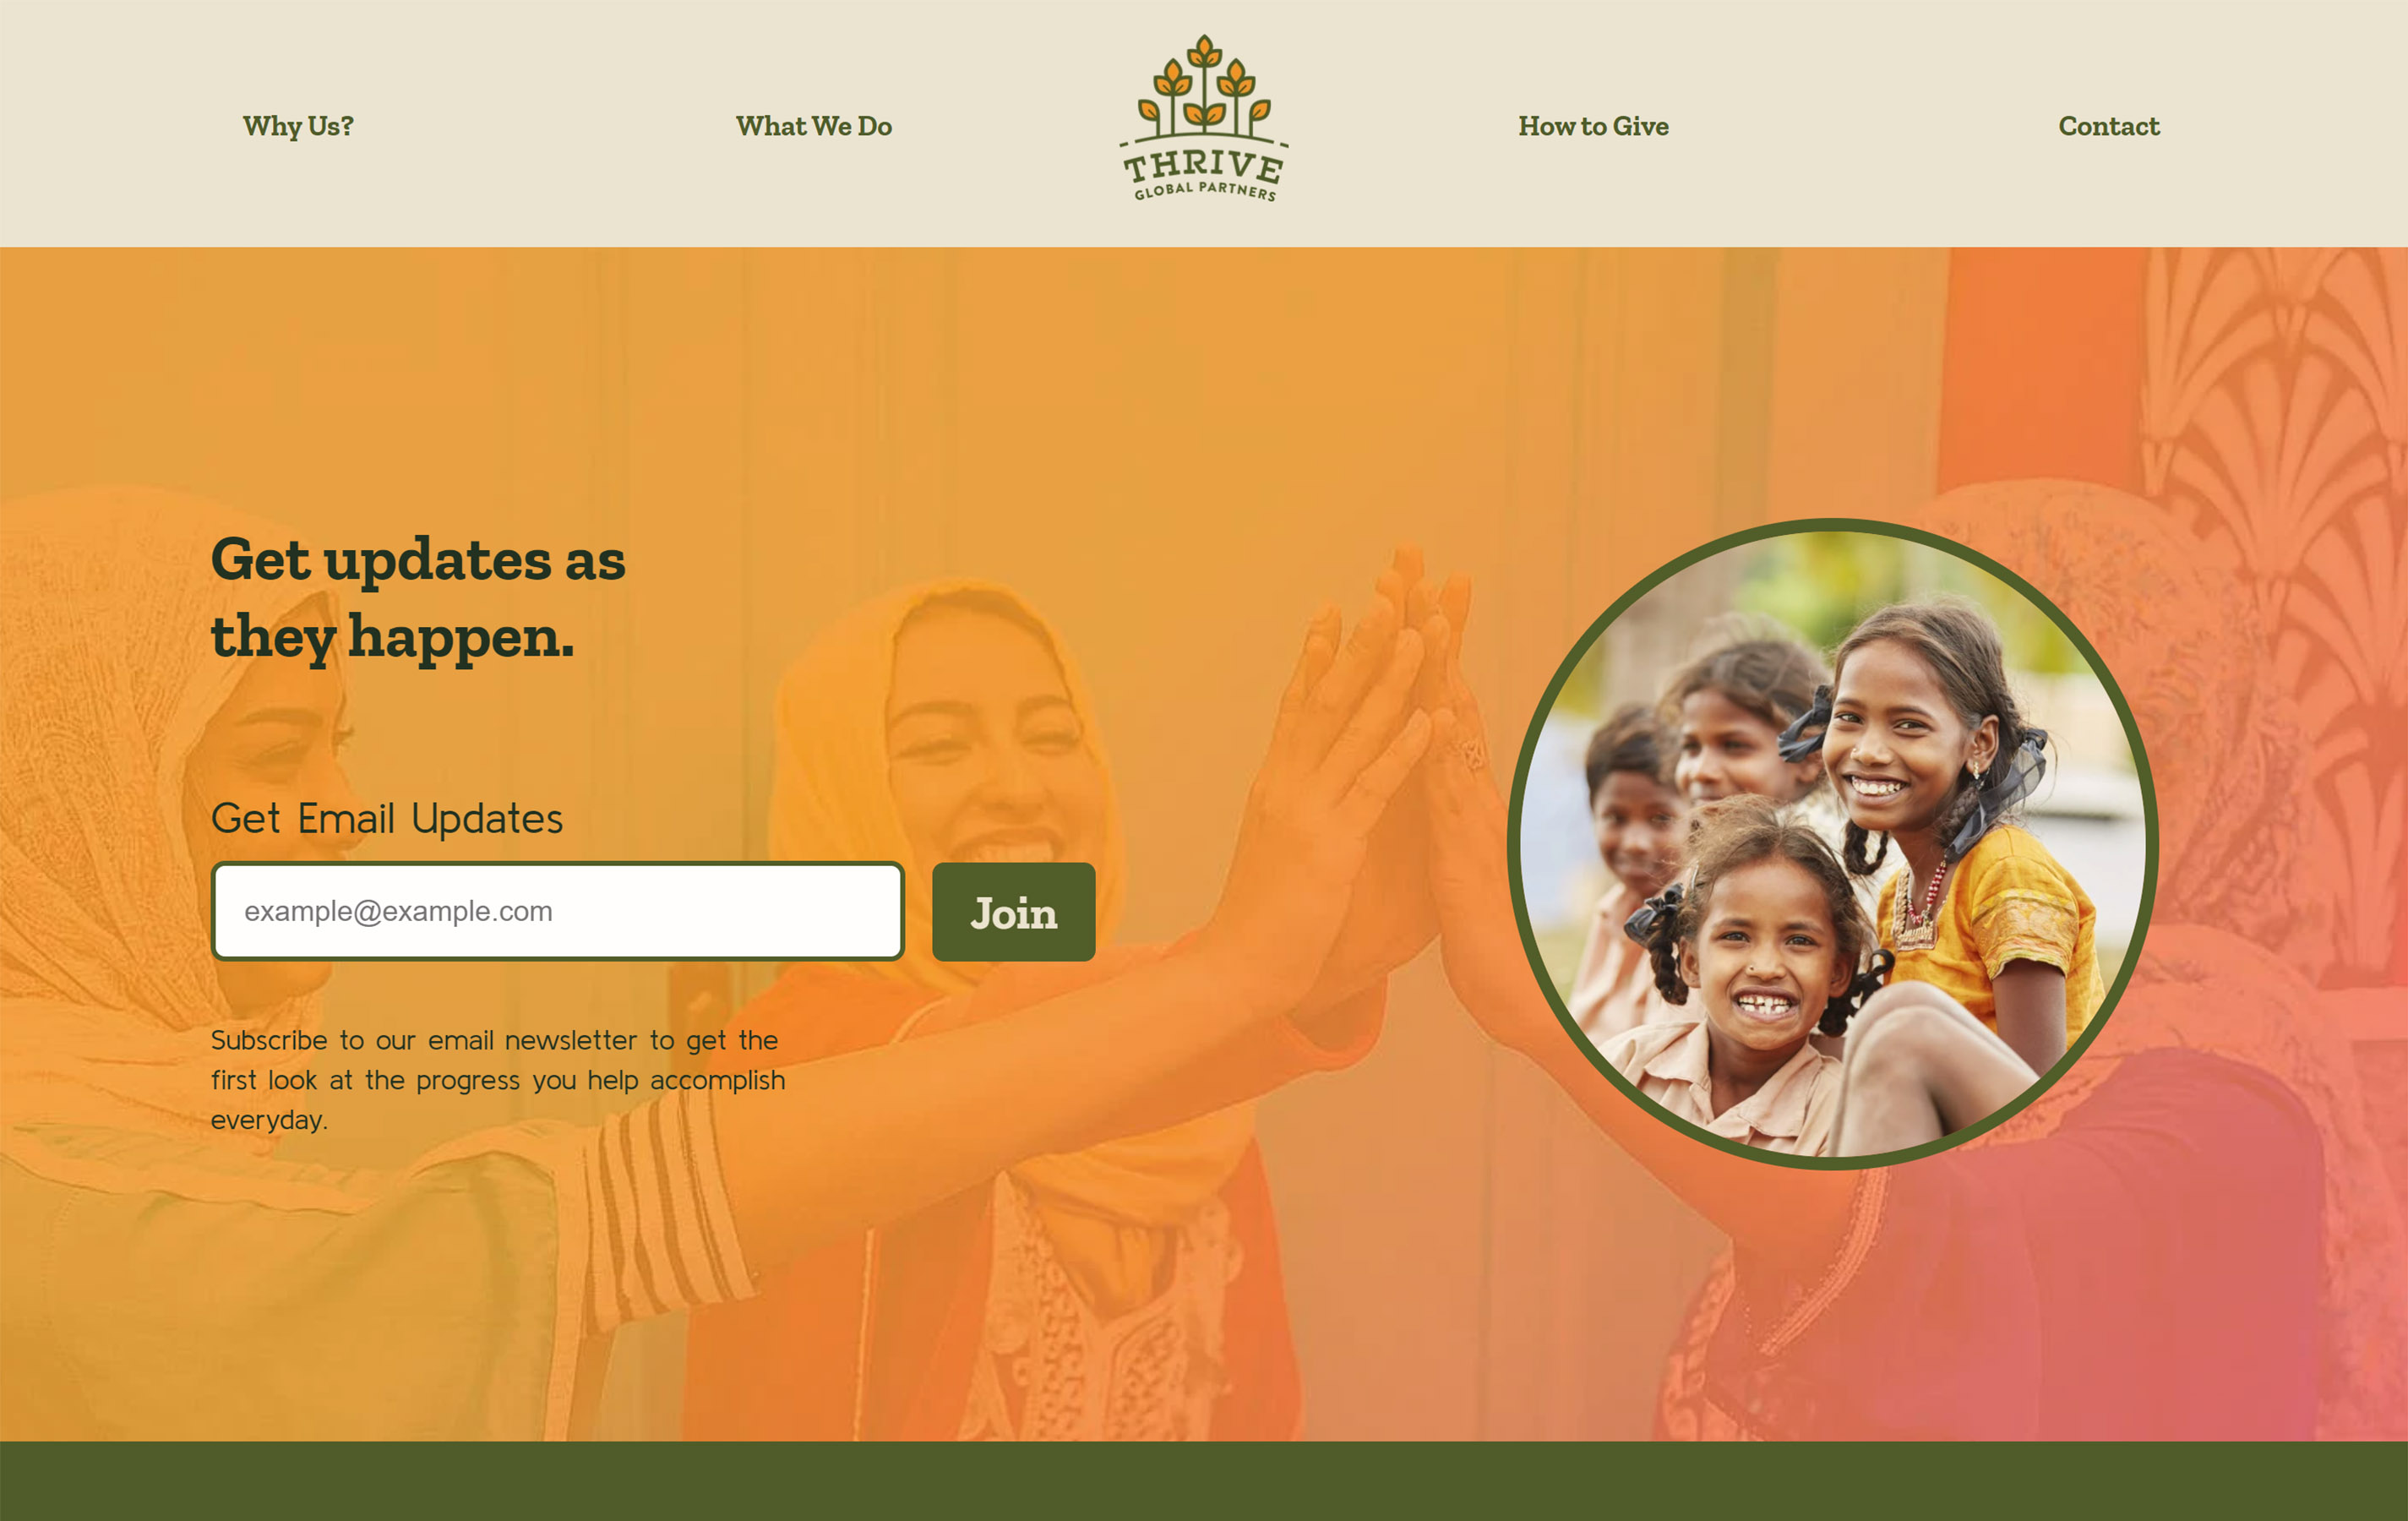 Why Us?
What We Do
THRIVE
GLOBAL PARTNERS
How to Give
Contact
Get updates as
they happen.
Get Email Updates
example@example.com
Join
Subscribe to our email newsletter to get the
first look at the progress you help accomplish
everyday.